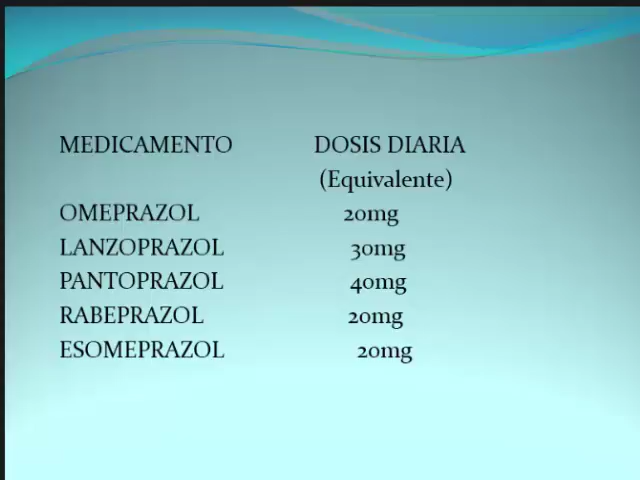 MEDICAMENTO DOSIS DIARIA
(Equivalente)
OMEPRAZOL 20mg
LANZOPRAZOL 30mg
PANTOPRAZOL 40mg
RABEPRAZOL 20mg
ESOMEPRAZOL 20mg